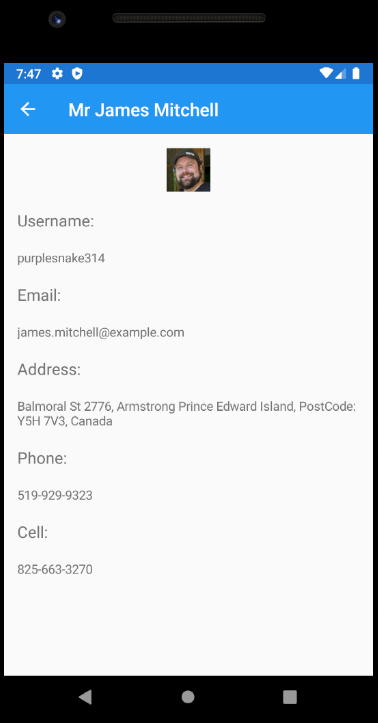 7:47
Mr James Mitchell
Username:
purplesnake314
Email:
james.mitchell@example.com
Address:
Balmoral St 2776, Armstrong Prince Edward Island, PostCode:
Y5H 7V3, Canada
Phone:
519-929-9323
Cell:
825-663-3270